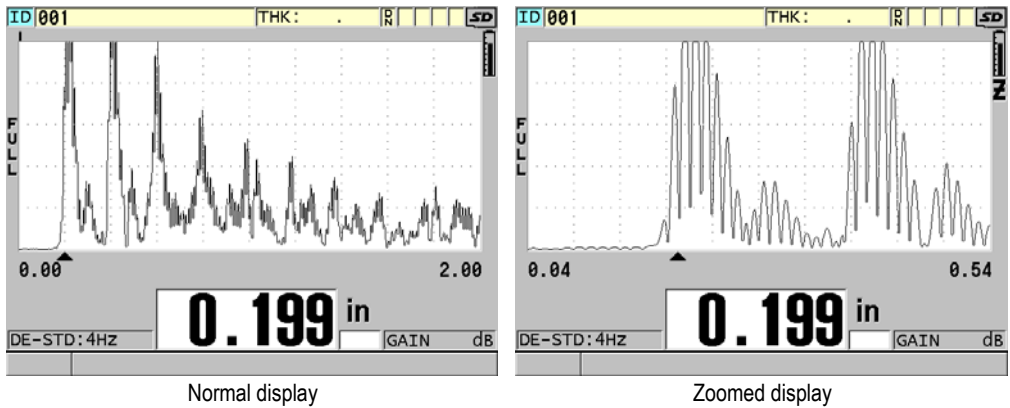 ID 001 THK: . DN SD
FULL
0.00 2.00
0.199 in
DE-STD:4Hz GAIN dB
Normal display
ID 001 THK: . DN SD
Z
FULL
0.04 0.54
0.199 in
DE-STD:4Hz GAIN dB
Zoomed display